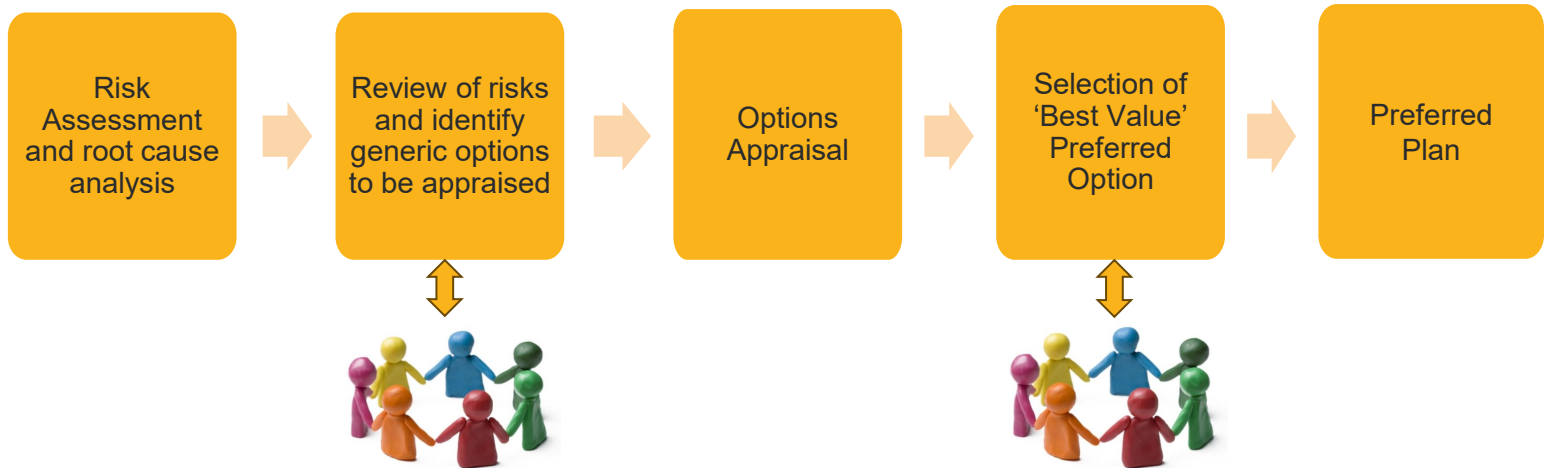 Risk
Assessment
and root cause
analysis
Review of risks
and identify
generic options
to be appraised
Options
Appraisal
Selection of
‘Best Value’
Preferred
Option
Preferred
Plan